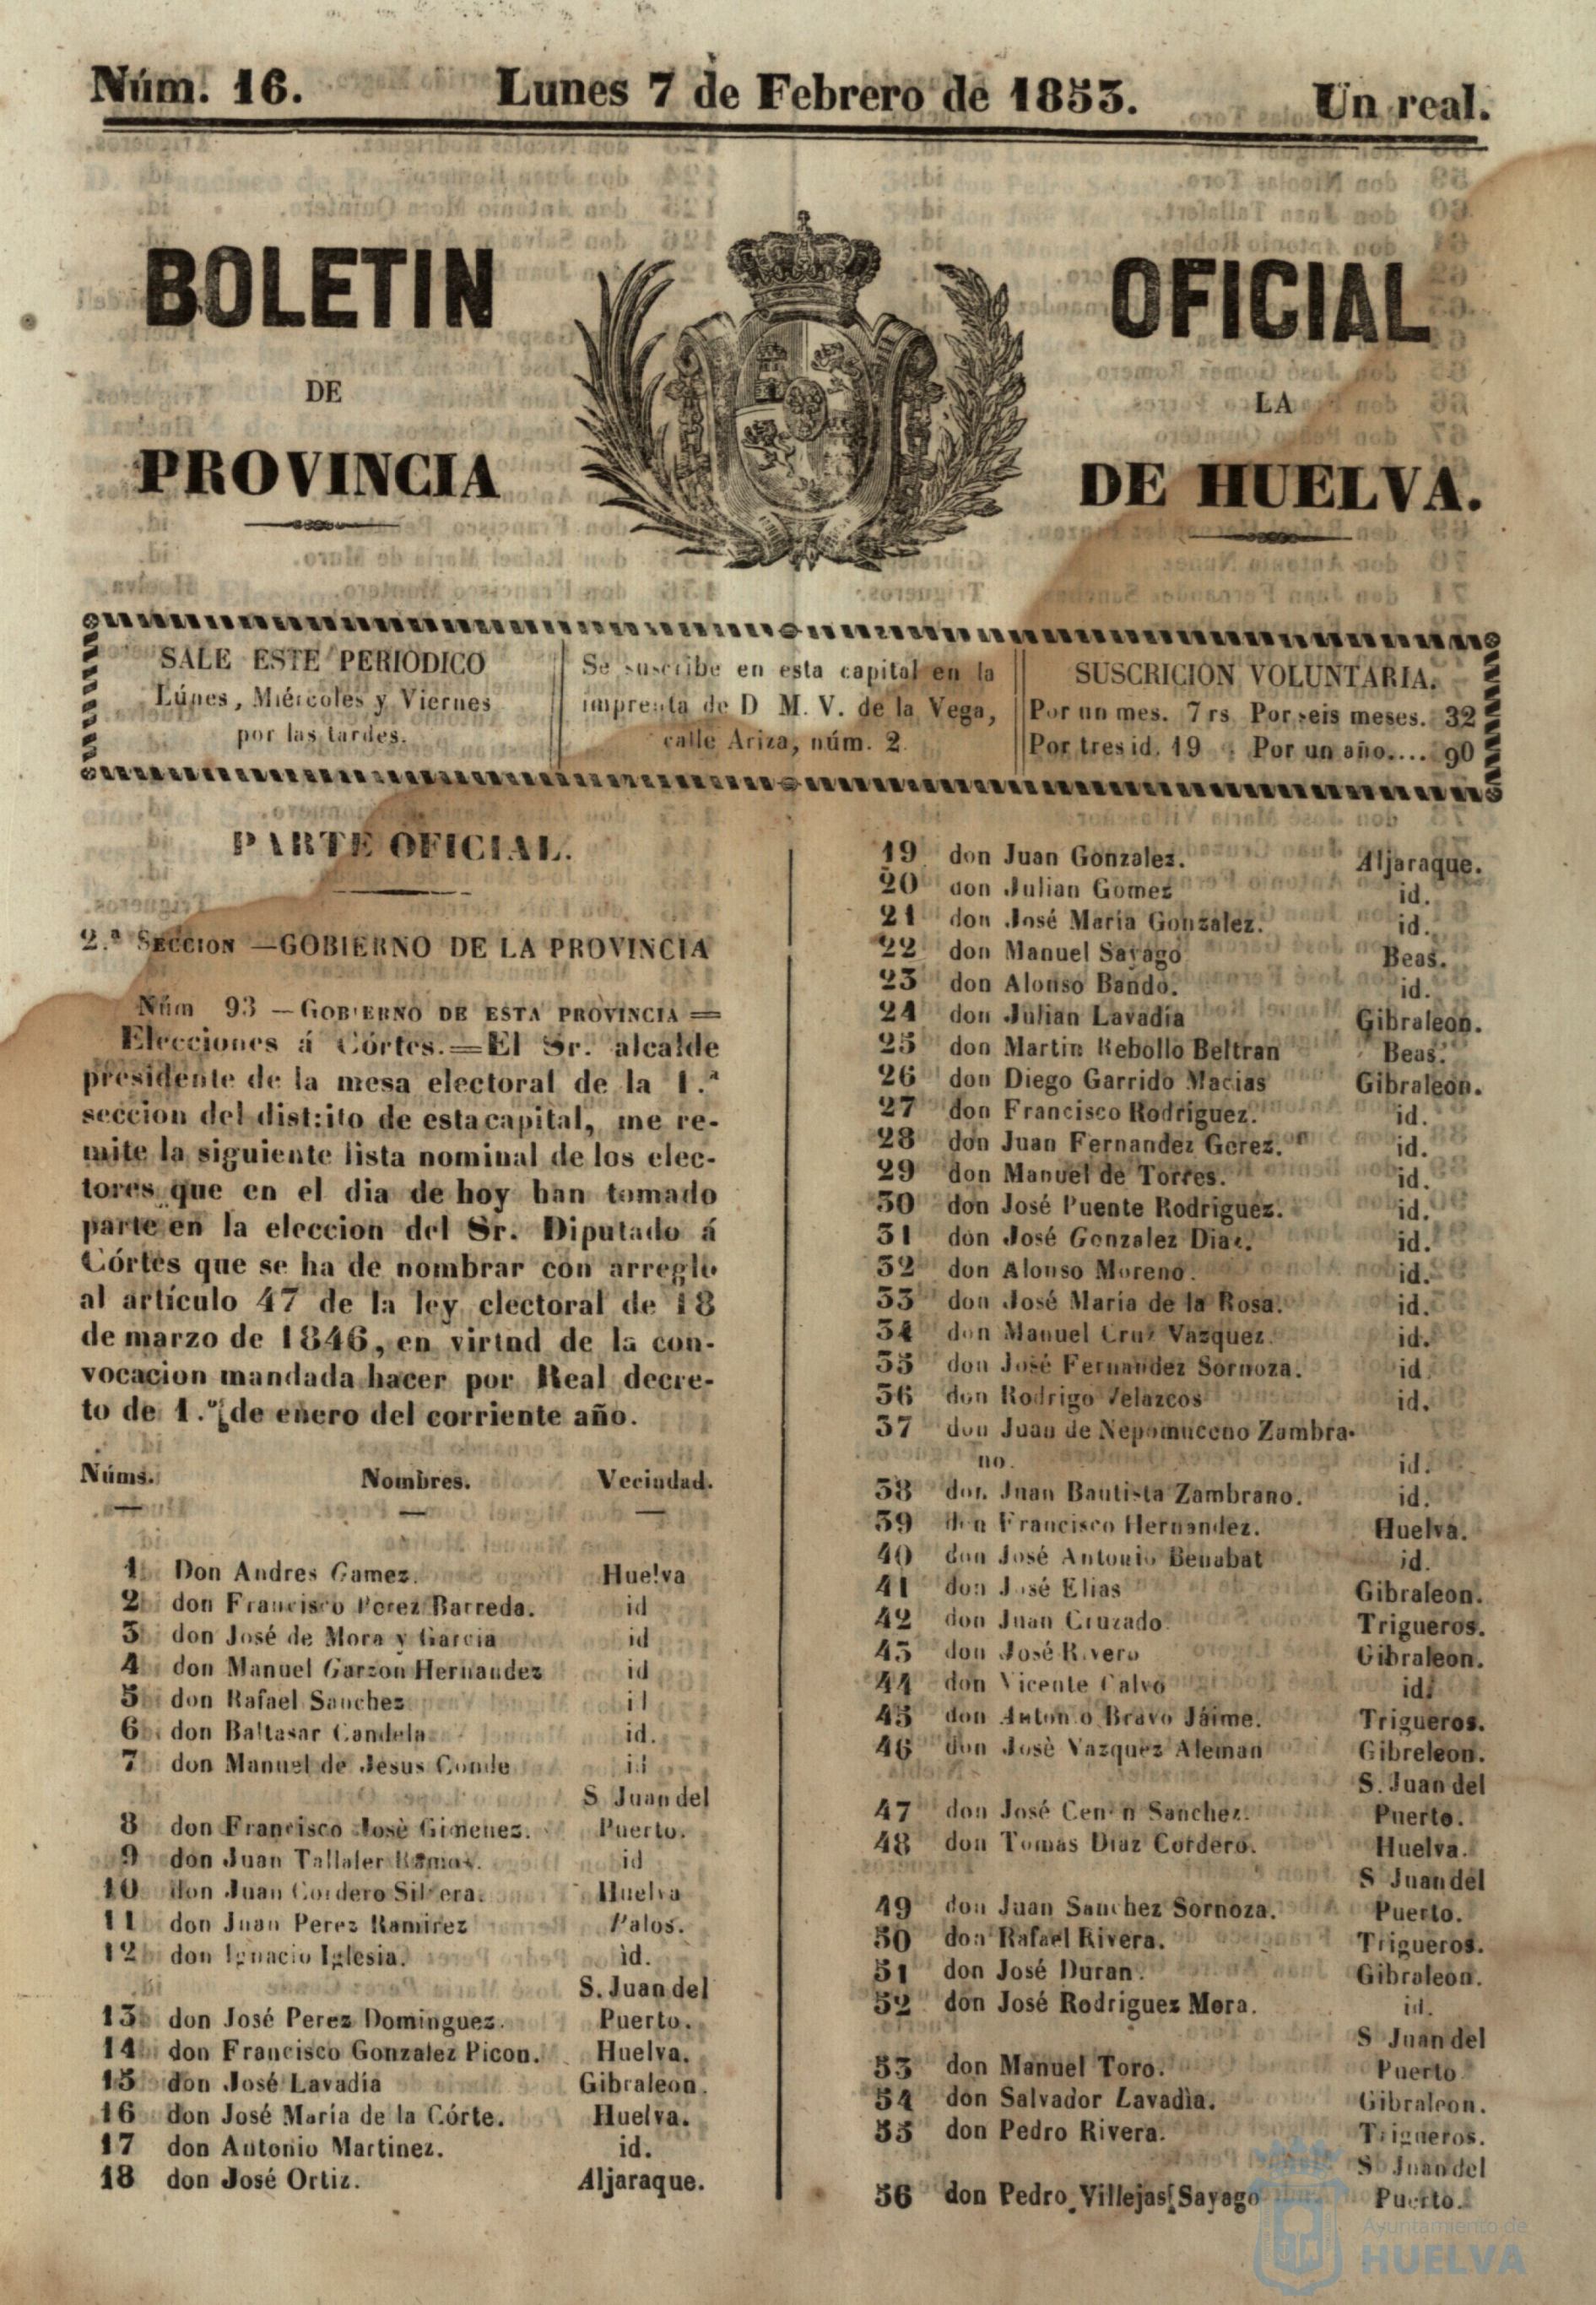 Núm. 16. Lunes 7 de Febrero de 1853. Un real.
BOLETIN OFICIAL
DE LA
PROVINCIA DE HUELVA.
SALE ESTE PERIODICO
Lúnes, Miércoles y Viernes
por las tardes.
Se suscribe en esta capital en la
imprenta de D M. V. de la Vega,
calle Ariza, núm. 2.
SUSCRICION VOLUNTARIA.
Por un mes. 7 rs Por seis meses. 32
Por tres id. 19 Por un año.... 90
PARTE OFICIAL.
2.ª SECCION —GOBIERNO DE LA PROVINCIA
Núm 93 — GOBIERNO DE ESTA PROVINCIA =
Elecciones á Córtes.=El Sr. alcalde
presidente de la mesa electoral de la 1.ª
seccion del distrito de esta capital, me re-
mite la siguiente lista nominal de los elec-
tores que en el dia de hoy han tomado
parte en la eleccion del Sr. Diputado á
Córtes que se ha de nombrar con arreglo
al artículo 47 de la ley electoral de 18
de marzo de 1846, en virtud de la con-
vocacion mandada hacer por Real decre-
to de 1.º de enero del corriente año.
Núms. Nombres. Vecindad.
1 Don Andres Gamez. Huelva
2 don Francisco Perez Barreda. id
3 don José de Mora y Garcia id
4 don Manuel Garzon Hernandez id
5 don Rafael Sanchez id
6 don Baltasar Candela id.
7 don Manuel de Jesus Conde id
S Juan del
8 don Francisco Josè Gimenez. Puerto.
9 don Juan Tallafer Ramos. id
10 don Juan Cordero Silvera. Huelva
11 don Juan Perez Ramirez Palos.
12 don Ignacio Iglesia. id.
S. Juan del
13 don José Perez Dominguez. Puerto.
14 don Francisco Gonzalez Picon. Huelva.
15 don José Lavadía Gibraleon.
16 don José María de la Córte. Huelva.
17 don Antonio Martinez. id.
18 don José Ortiz. Aljaraque.
19 don Juan Gonzalez. Aljaraque.
20 don Julian Gomez id.
21 don José María Gonzalez. id.
22 don Manuel Sayago Beas.
23 don Alonso Bando. id.
24 don Julian Lavadía Gibraleon.
25 don Martin Rebollo Beltran Beas.
26 don Diego Garrido Macias Gibraleon.
27 don Francisco Rodriguez. id.
28 don Juan Fernandez Gerez. id.
29 don Manuel de Torres. id.
30 don José Puente Rodriguez. id.
31 don José Gonzalez Diaz. id.
32 don Alonso Moreno. id.
33 don José María de la Rosa. id.
34 don Manuel Cruz Vazquez. id.
35 don José Fernandez Sornoza. id
36 don Rodrigo Velazcos id.
37 don Juan de Nepomuceno Zambra-
no. id.
38 don Juan Bautista Zambrano. id.
39 don Francisco Hernandez. Huelva.
40 don José Antonio Benabat id.
41 don José Elias Gibraleon.
42 don Juan Cruzado Trigueros.
43 don José Rivero Gibraleon.
44 don Vicente Calvo id.
45 don Antonio Bravo Jáime. Trigueros.
46 don Josè Vazquez Aleman Gibreleon.
S. Juan del
47 don José Sanchez. Puerto.
48 don Tomas Diaz Cordero. Huelva.
S Juan del
49 don Juan Sanchez Sornoza. Puerto.
50 don Rafael Rivera. Trigueros.
51 don José Duran. Gibraleon.
52 don José Rodriguez Mora. id.
S Juan del
53 don Manuel Toro. Puerto
54 don Salvador Lavadìa. Gibraleon.
55 don Pedro Rivera. Trigueros.
S Juan del
56 don Pedro Villejas Sayago Puerto.
Ayuntamiento de
HUELVA